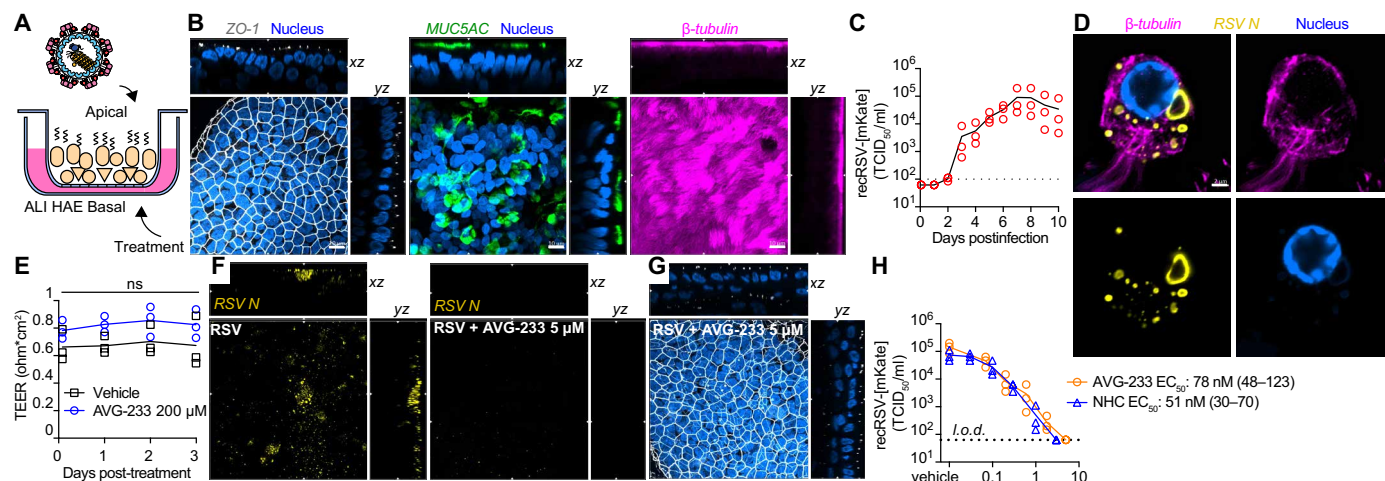 A
Apical
ALI HAE Basal
Treatment
B
ZO-1 Nucleus
xz
yz
MUC5AC Nucleus
xz
yz
10 µm
β-tubulin
xz
yz
10 µm
C
recRSV-[mKate]
(TCID50/ml)
10^6
10^5
10^4
10^3
10^2
10^1
0 2 4 6 8 10
Days postinfection
D
β-tubulin RSV N Nucleus
E
ns
TEER (ohm*cm²)
0.8
0.6
0.4
0.2
0
Vehicle
AVG-233 200 µM
0 1 2 3
Days post-treatment
F
RSV N
xz
yz
RSV
RSV N
xz
yz
RSV + AVG-233 5 µM
G
xz
yz
RSV + AVG-233 5 µM
H
recRSV-[mKate]
(TCID50/ml)
10^6
10^5
10^4
10^3
10^2
10^1
l.o.d.
vehicle 0.1 1 10
AVG-233 EC50: 78 nM (48–123)
NHC EC50: 51 nM (30–70)